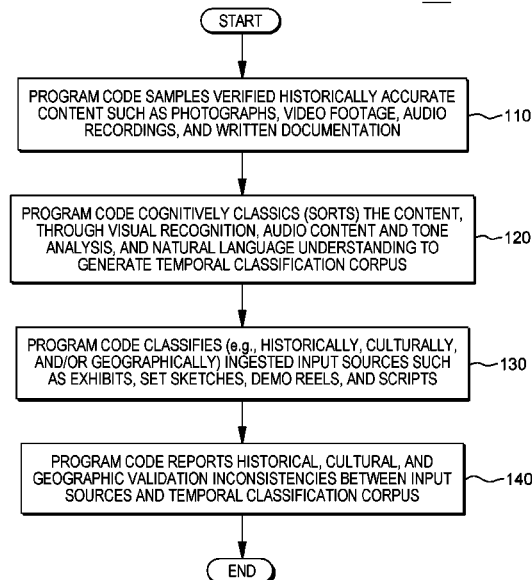 START
PROGRAM CODE SAMPLES VERIFIED HISTORICALLY ACCURATE
CONTENT SUCH AS PHOTOGRAPHS, VIDEO FOOTAGE, AUDIO
RECORDINGS, AND WRITTEN DOCUMENTATION
110
PROGRAM CODE COGNITIVELY CLASSICS (SORTS) THE CONTENT,
THROUGH VISUAL RECOGNITION, AUDIO CONTENT AND TONE
ANALYSIS, AND NATURAL LANGUAGE UNDERSTANDING TO
GENERATE TEMPORAL CLASSIFICATION CORPUS
120
PROGRAM CODE CLASSIFIES (e.g., HISTORICALLY, CULTURALLY,
AND/OR GEOGRAPHICALLY) INGESTED INPUT SOURCES SUCH
AS EXHIBITS, SET SKETCHES, DEMO REELS, AND SCRIPTS
130
PROGRAM CODE REPORTS HISTORICAL, CULTURAL, AND
GEOGRAPHIC VALIDATION INCONSISTENCIES BETWEEN INPUT
SOURCES AND TEMPORAL CLASSIFICATION CORPUS
140
END